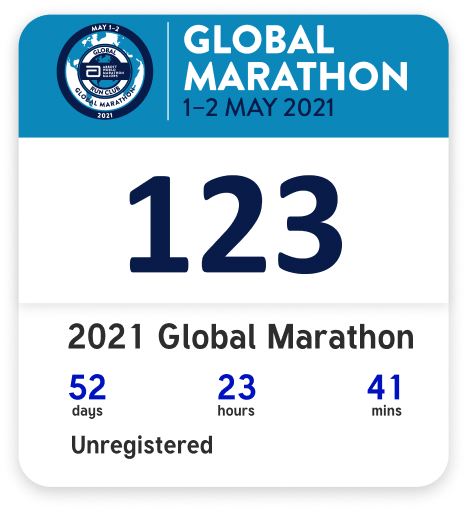 MAY 1-2
GLOBAL
RUN CLUB
a ABBOTT
WORLD
MARATHON
MAJORS
GLOBAL MARATHON
2021
GLOBAL
MARATHON
1–2 MAY 2021
123
2021 Global Marathon
52 23 41
days hours mins
Unregistered